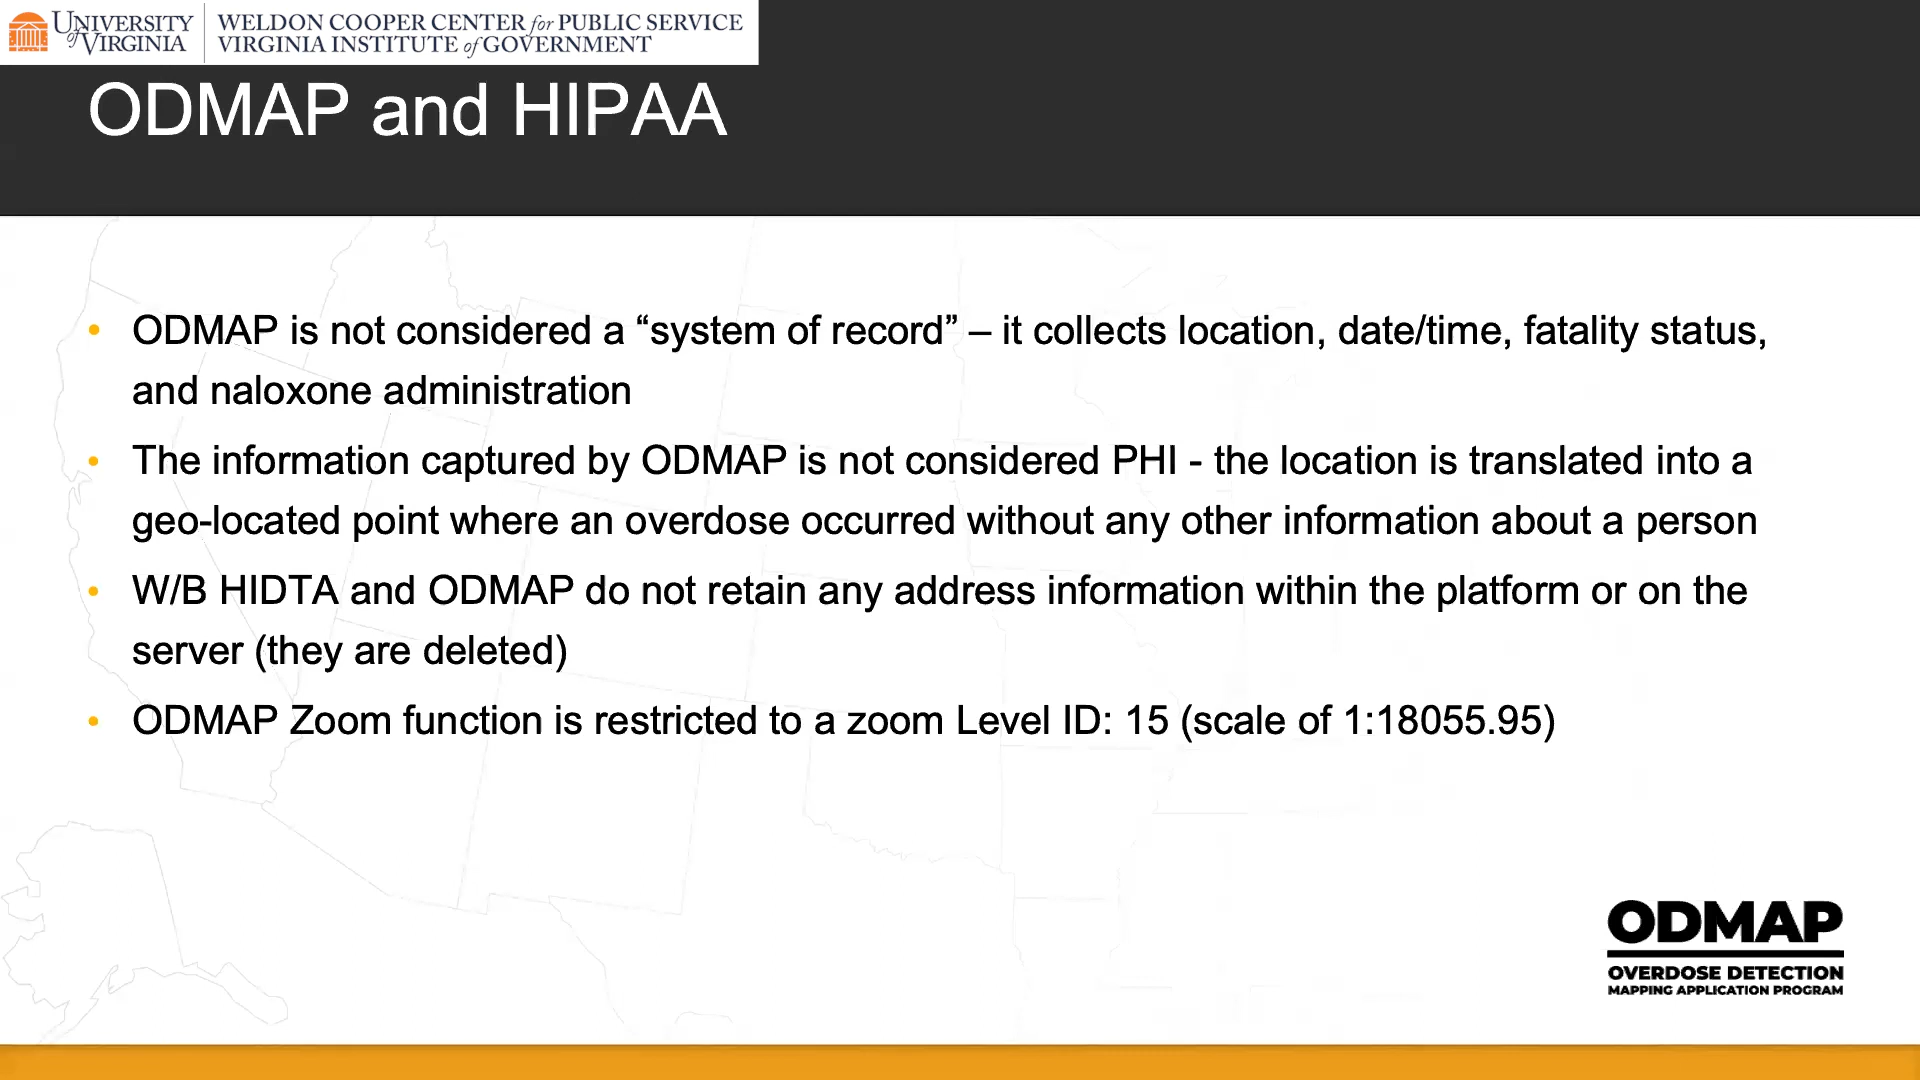 UNIVERSITY of VIRGINIA
WELDON COOPER CENTER for PUBLIC SERVICE
VIRGINIA INSTITUTE of GOVERNMENT
ODMAP and HIPAA
• ODMAP is not considered a “system of record” – it collects location, date/time, fatality status,
and naloxone administration
• The information captured by ODMAP is not considered PHI - the location is translated into a
geo-located point where an overdose occurred without any other information about a person
• W/B HIDTA and ODMAP do not retain any address information within the platform or on the
server (they are deleted)
• ODMAP Zoom function is restricted to a zoom Level ID: 15 (scale of 1:18055.95)
ODMAP
OVERDOSE DETECTION
MAPPING APPLICATION PROGRAM